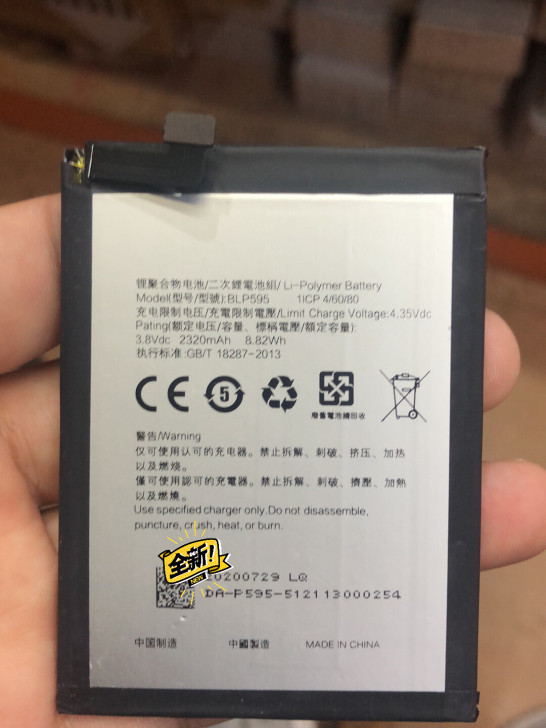 锂聚合物电池/二次鋰電池組/ Li-Polymer Battery
Model(型号/型號):BLP595 1ICP 4/60/80
充电限制电压/充電限制電壓/Limit Charge Voltage:4.35Vdc
Pating(额定电压/容量、標稱電壓/額定容量):
3.8Vdc 2320mAh 8.82Wh
执行标准:GB/T 18287-2013
CE 5
廢舊電池請回收
警告/Warning
仅可使用认可的充电器。禁止拆解、刺破、挤压、加热
以及燃烧。
僅可使用認可的充電器。禁止拆解、刺破、擠壓、加熱
以及燃燒。
Use specified charger only.Do not disassemble,
puncture, crush, heat, or burn.
全新!
NEW
20200729 LQ
DA-P595-512113000254
中国制造 中國製造 MADE IN CHINA